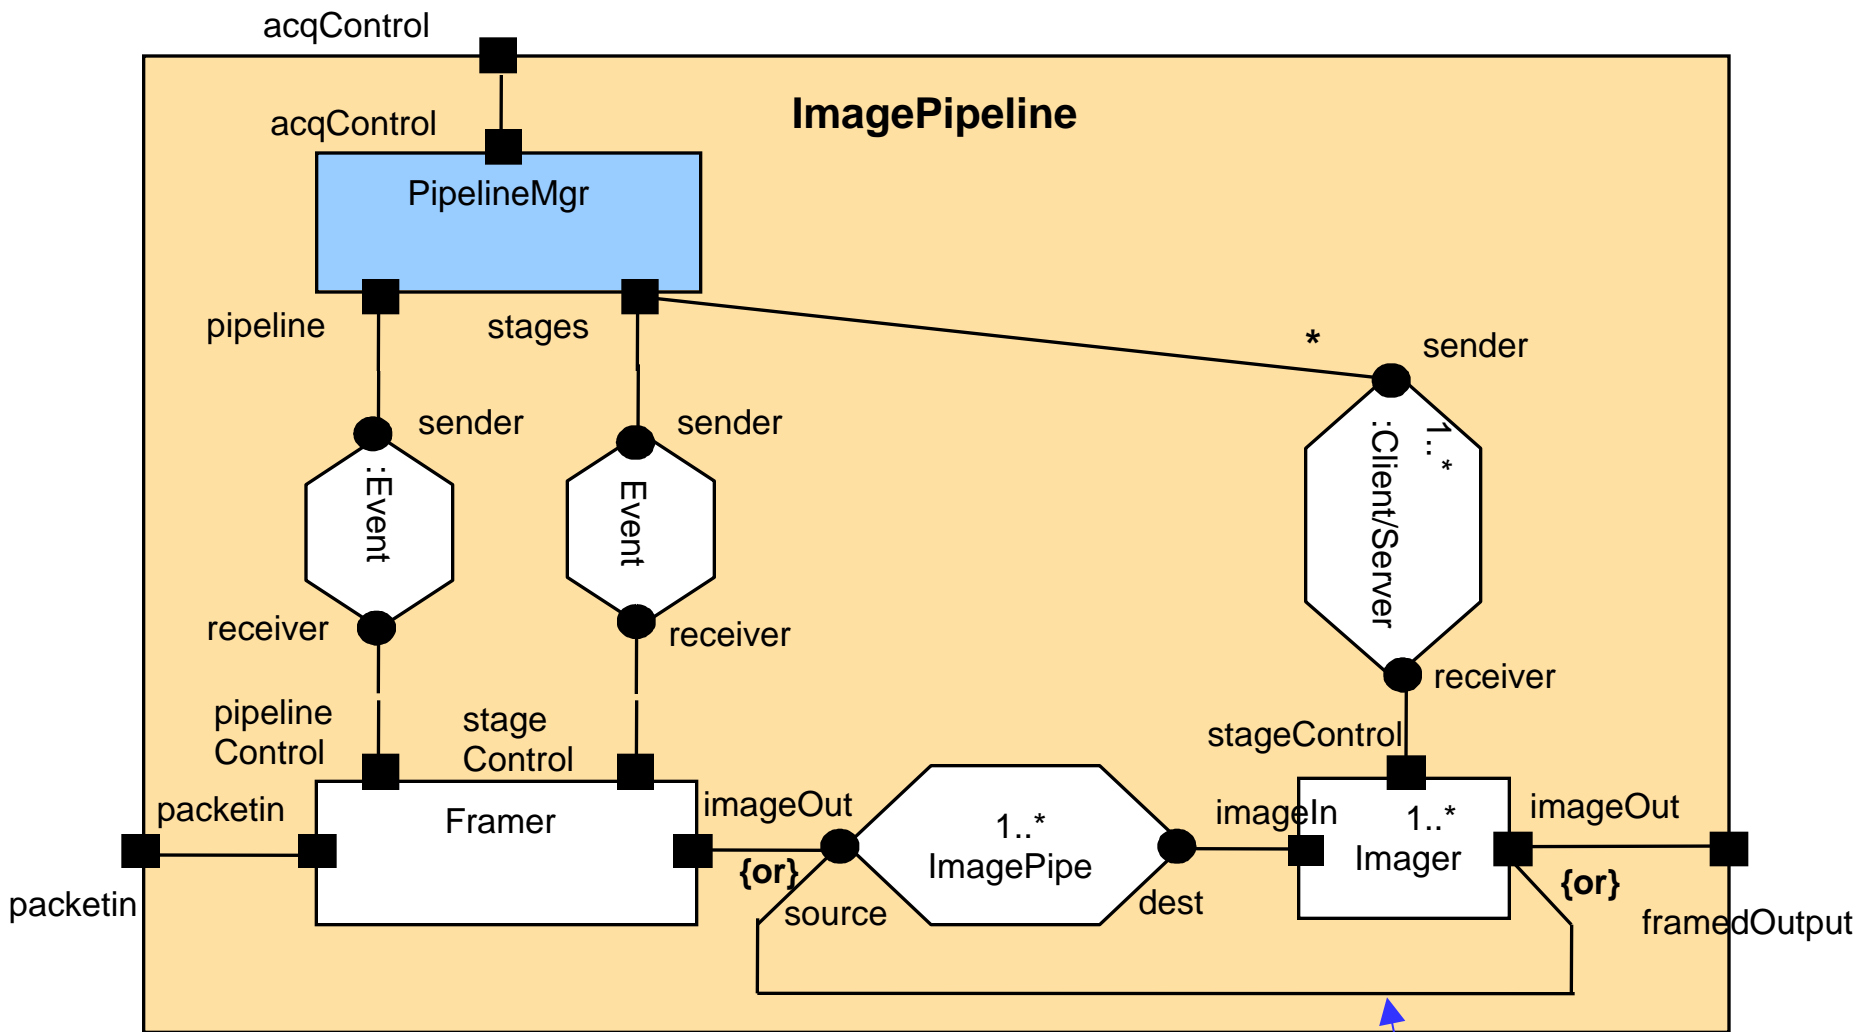 acqControl
ImagePipeline
acqControl
PipelineMgr
pipeline
stages
*
sender
sender
sender
:Event
Event
1..*
:Client/Server
receiver
receiver
receiver
pipeline
Control
stage
Control
stageControl
packetin
Framer
imageOut
1..*
ImagePipe
imageIn
1..*
Imager
imageOut
{or}
{or}
packetin
source
dest
framedOutput